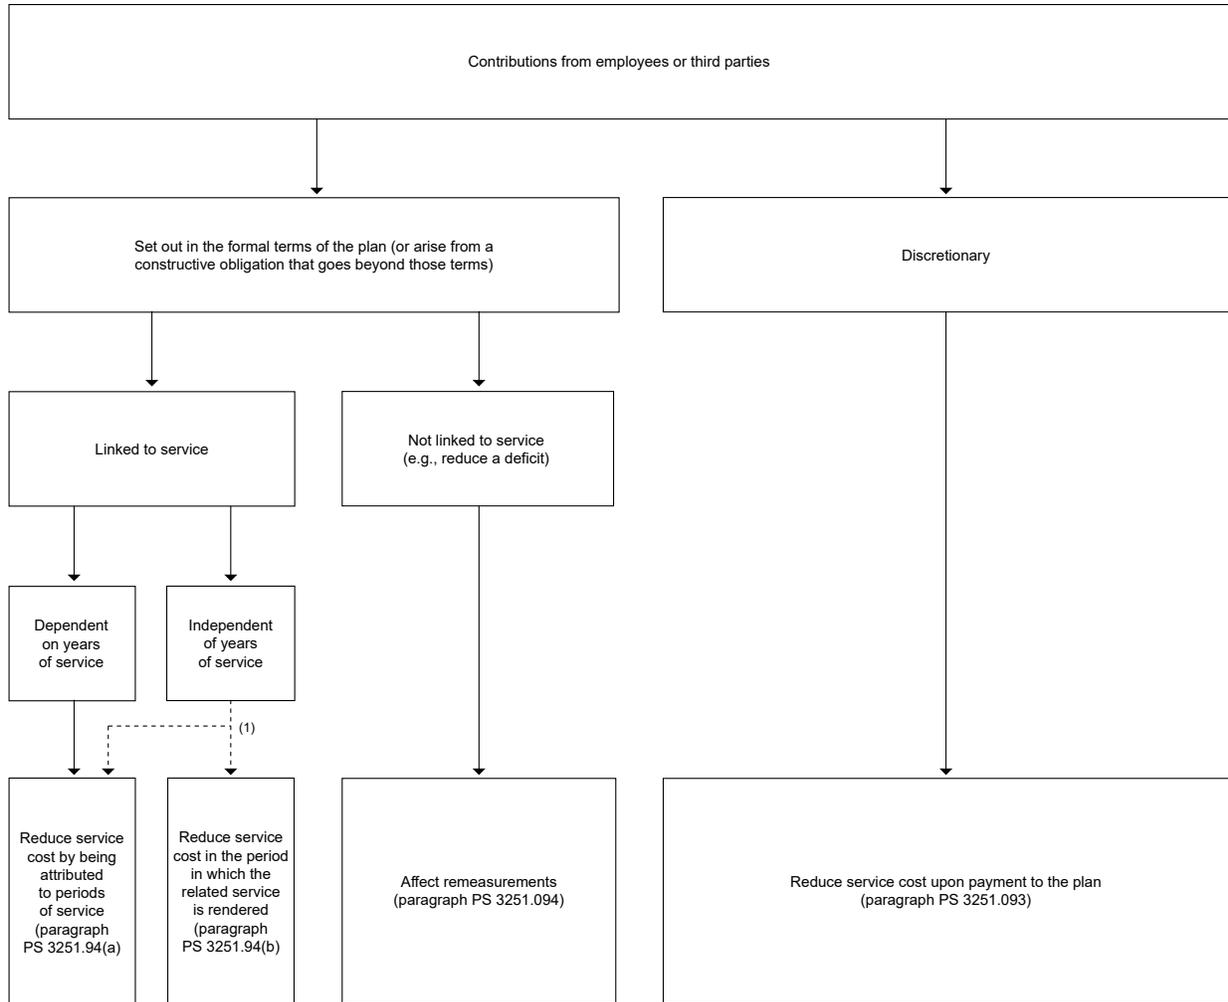 Contributions from employees or third parties
Set out in the formal terms of the plan (or arise from a
constructive obligation that goes beyond those terms)
Discretionary
Linked to service
Not linked to service
(e.g., reduce a deficit)
Dependent
on years
of service
Independent
of years
of service
(1)
Reduce service
cost by being
attributed
to periods
of service
(paragraph
PS 3251.94(a)
Reduce service
cost in the period
in which the
related service
is rendered
(paragraph
PS 3251.94(b)
Affect remeasurements
(paragraph PS 3251.094)
Reduce service cost upon payment to the plan
(paragraph PS 3251.093)